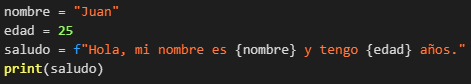 nombre = "Juan"
edad = 25
saludo = f"Hola, mi nombre es {nombre} y tengo {edad} años."
print(saludo)